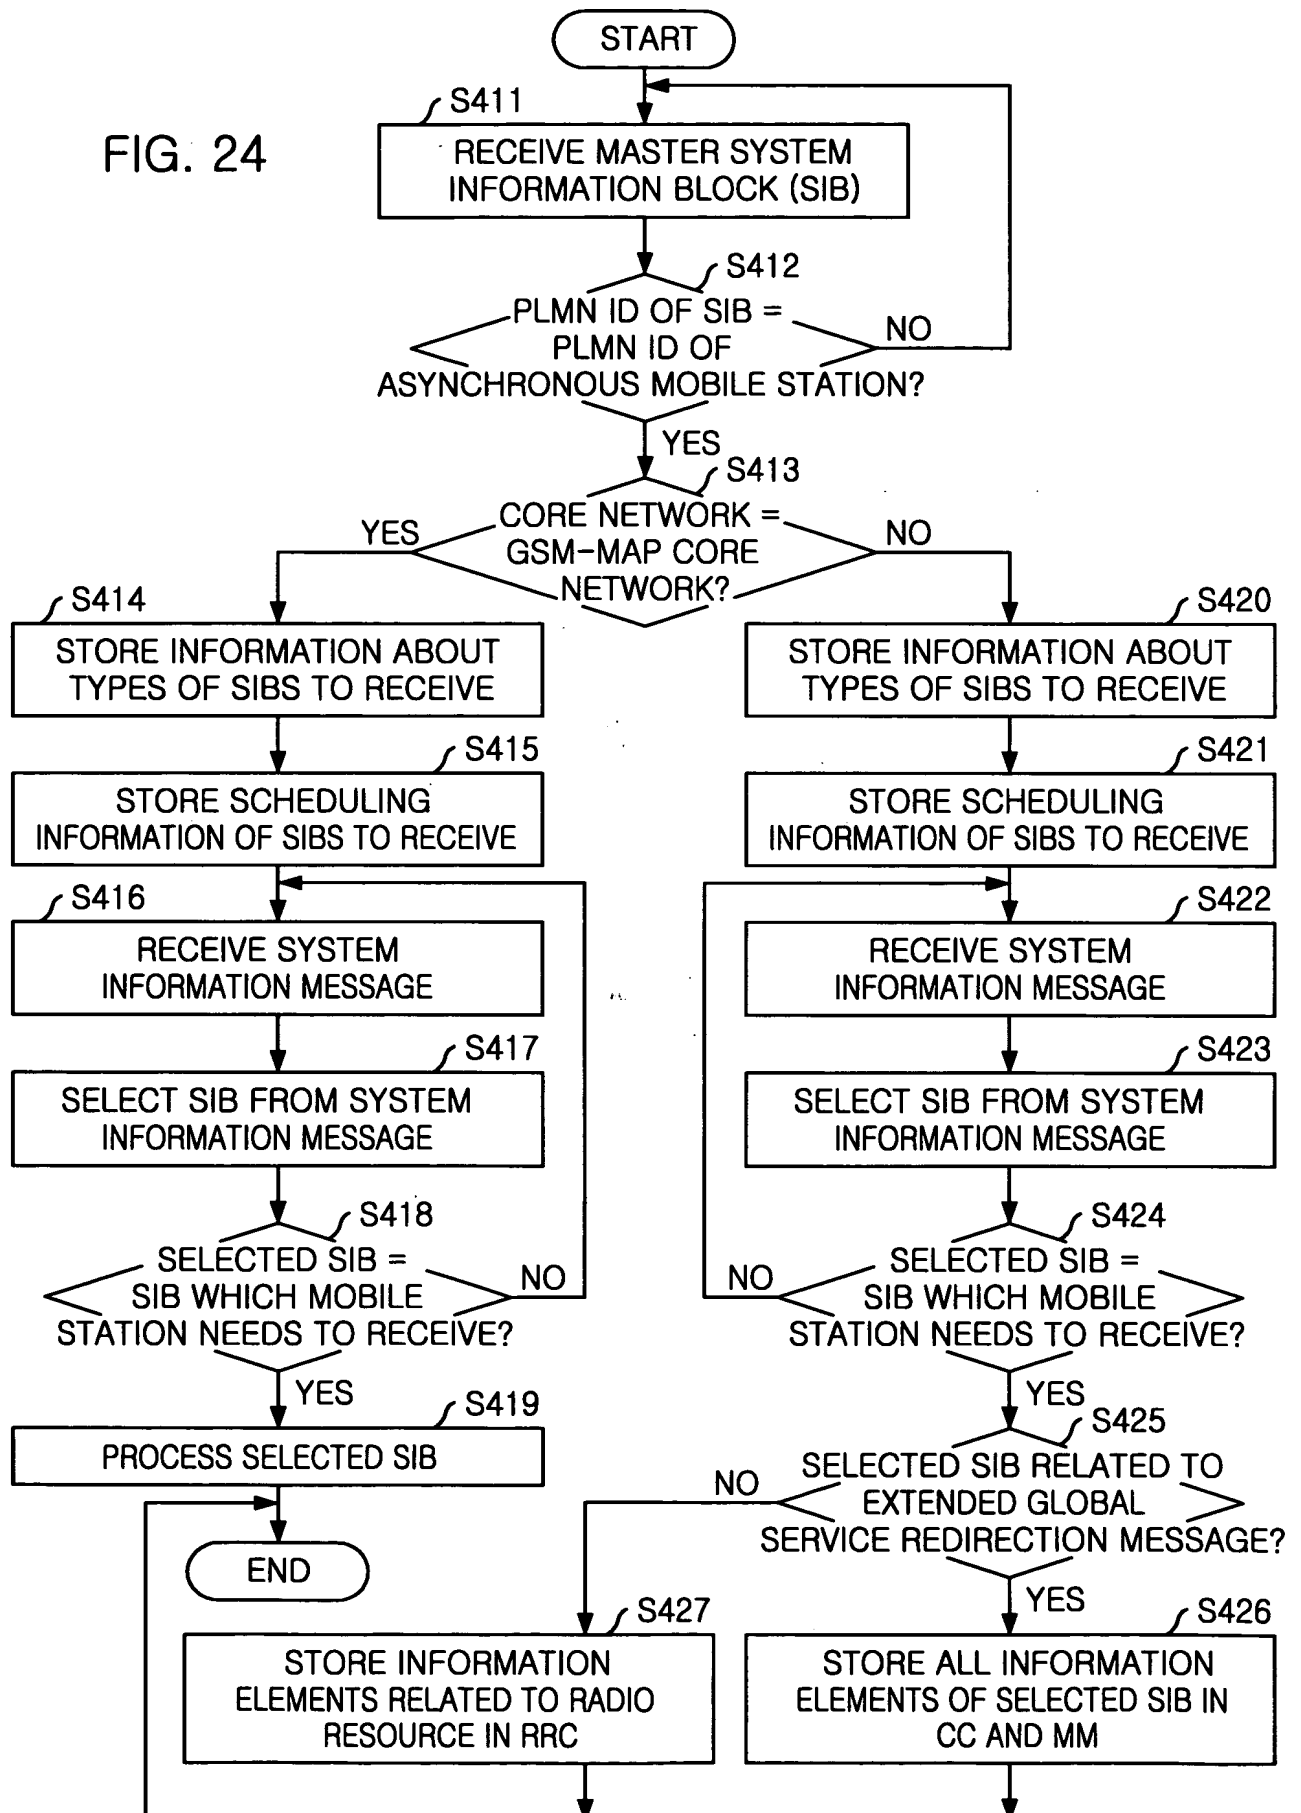 START
FIG. 24
S411
RECEIVE MASTER SYSTEM
INFORMATION BLOCK (SIB)
S412
PLMN ID OF SIB =
PLMN ID OF
ASYNCHRONOUS MOBILE STATION?
NO
YES
S413
CORE NETWORK =
GSM-MAP CORE
NETWORK?
YES
NO
S414
STORE INFORMATION ABOUT
TYPES OF SIBS TO RECEIVE
S415
STORE SCHEDULING
INFORMATION OF SIBS TO RECEIVE
S416
RECEIVE SYSTEM
INFORMATION MESSAGE
S417
SELECT SIB FROM SYSTEM
INFORMATION MESSAGE
S418
SELECTED SIB =
SIB WHICH MOBILE
STATION NEEDS TO RECEIVE?
NO
YES
S419
PROCESS SELECTED SIB
END
S420
STORE INFORMATION ABOUT
TYPES OF SIBS TO RECEIVE
S421
STORE SCHEDULING
INFORMATION OF SIBS TO RECEIVE
S422
RECEIVE SYSTEM
INFORMATION MESSAGE
S423
SELECT SIB FROM SYSTEM
INFORMATION MESSAGE
S424
SELECTED SIB =
SIB WHICH MOBILE
STATION NEEDS TO RECEIVE?
NO
YES
S425
SELECTED SIB RELATED TO
EXTENDED GLOBAL
SERVICE REDIRECTION MESSAGE?
NO
YES
S427
STORE INFORMATION
ELEMENTS RELATED TO RADIO
RESOURCE IN RRC
S426
STORE ALL INFORMATION
ELEMENTS OF SELECTED SIB IN
CC AND MM